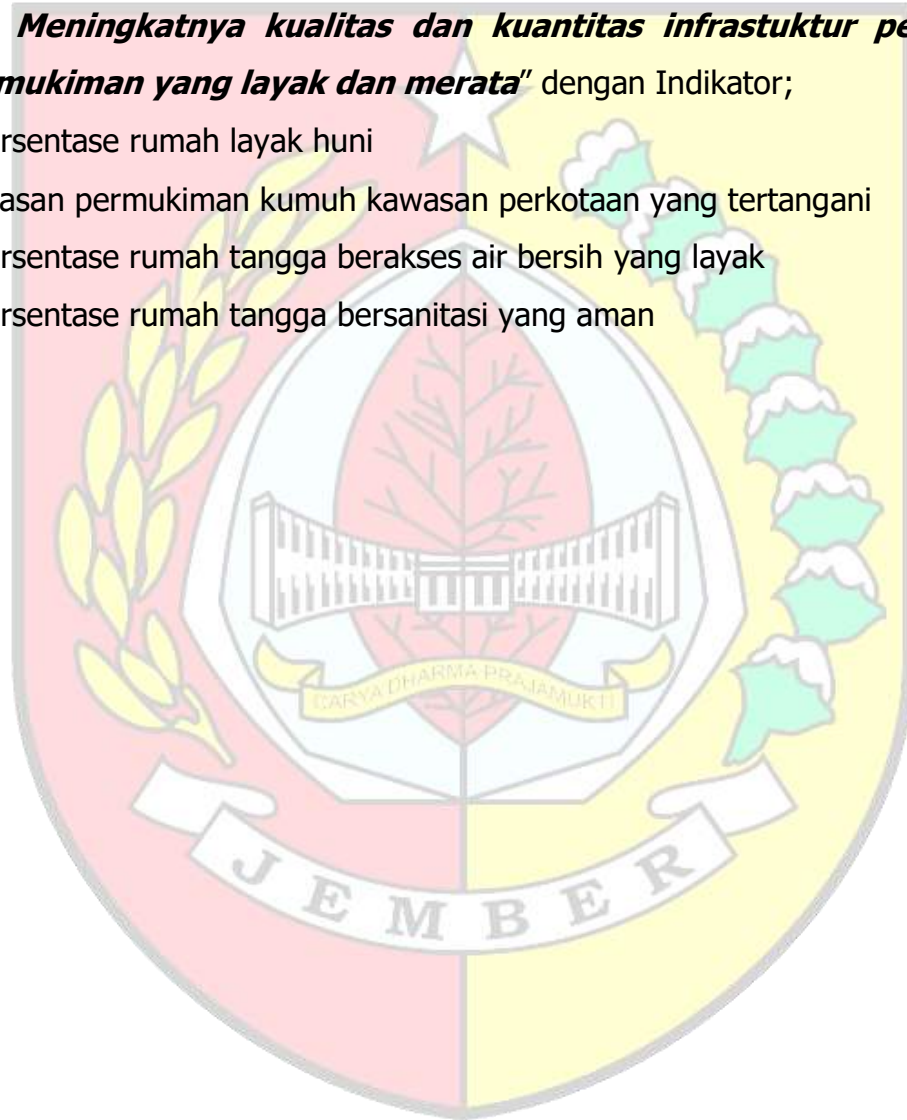 Meningkatnya kualitas dan kuantitas infrastuktur pe
mukiman yang layak dan merata" dengan Indikator;
rsentase rumah layak huni
asan permukiman kumuh kawasan perkotaan yang tertangani
rsentase rumah tangga berakses air bersih yang layak
rsentase rumah tangga bersanitasi yang aman
CARYA DHARMA PRAJAMUKTI
JEMBER